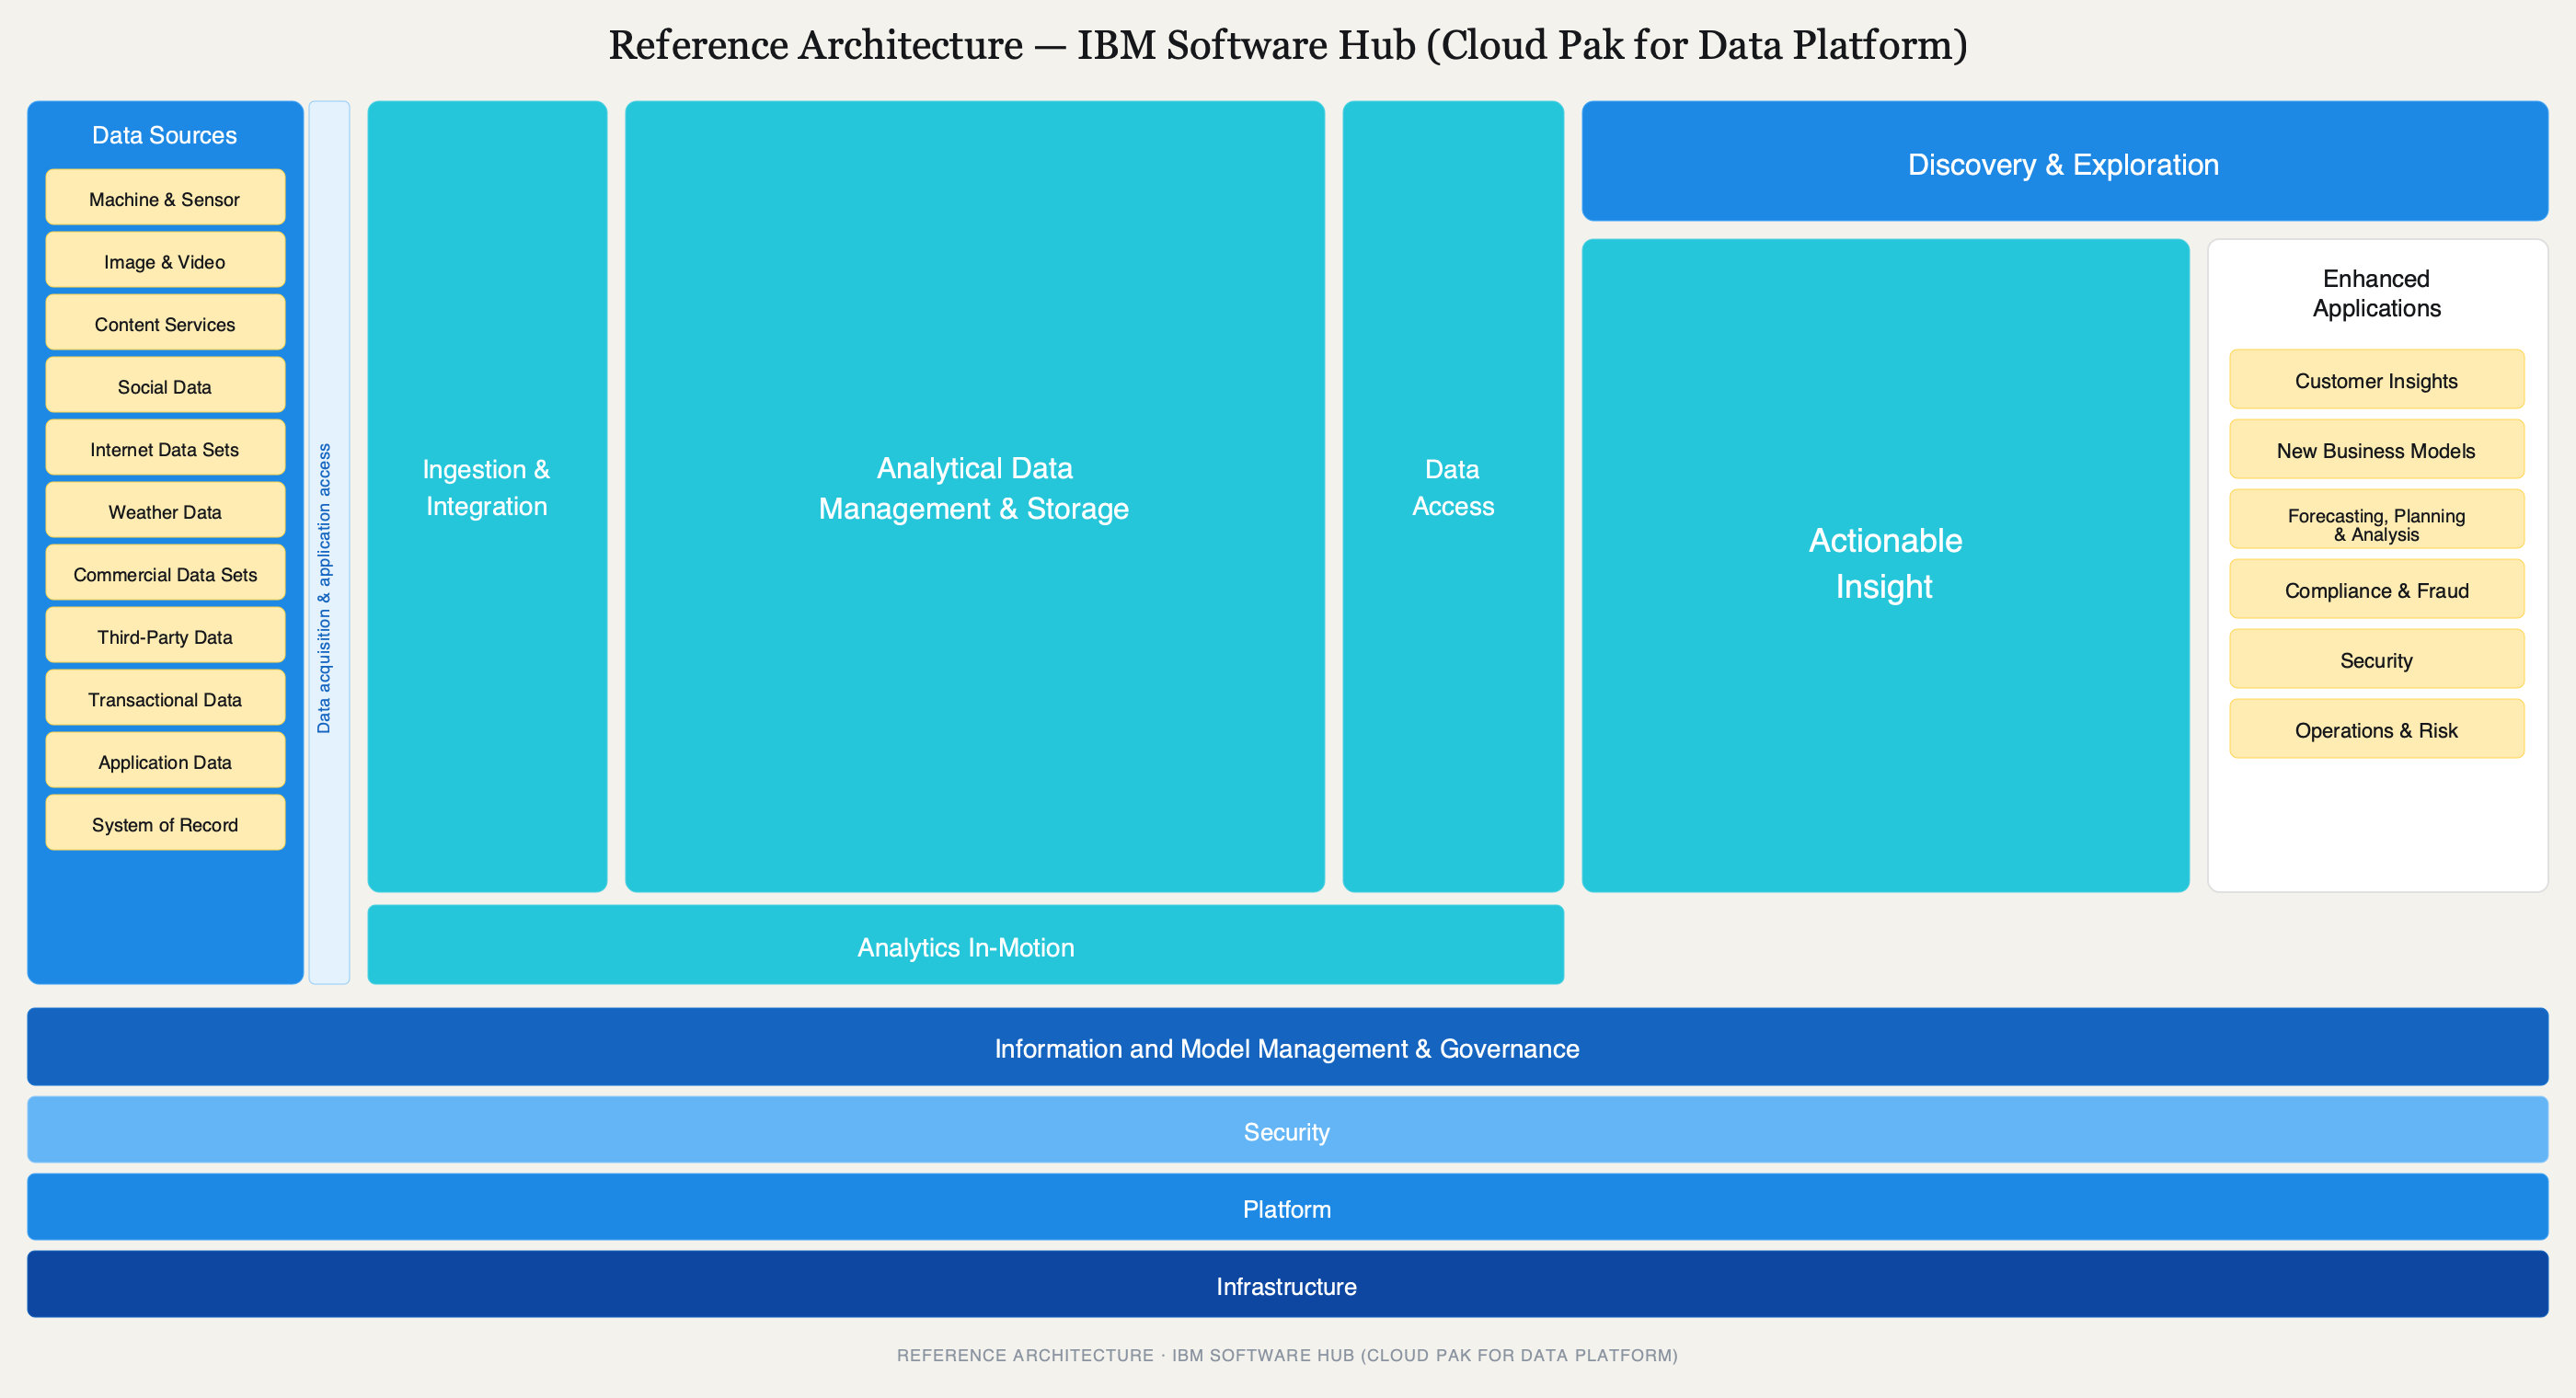 Reference Architecture — IBM Software Hub (Cloud Pak for Data Platform)
Data Sources
Machine & Sensor
Image & Video
Content Services
Social Data
Internet Data Sets
Weather Data
Commercial Data Sets
Third-Party Data
Transactional Data
Application Data
System of Record
Data acquisition & application access
Ingestion &
Integration
Analytical Data
Management & Storage
Data
Access
Discovery & Exploration
Actionable
Insight
Enhanced
Applications
Customer Insights
New Business Models
Forecasting, Planning
& Analysis
Compliance & Fraud
Security
Operations & Risk
Analytics In-Motion
Information and Model Management & Governance
Security
Platform
Infrastructure
REFERENCE ARCHITECTURE · IBM SOFTWARE HUB (CLOUD PAK FOR DATA PLATFORM)